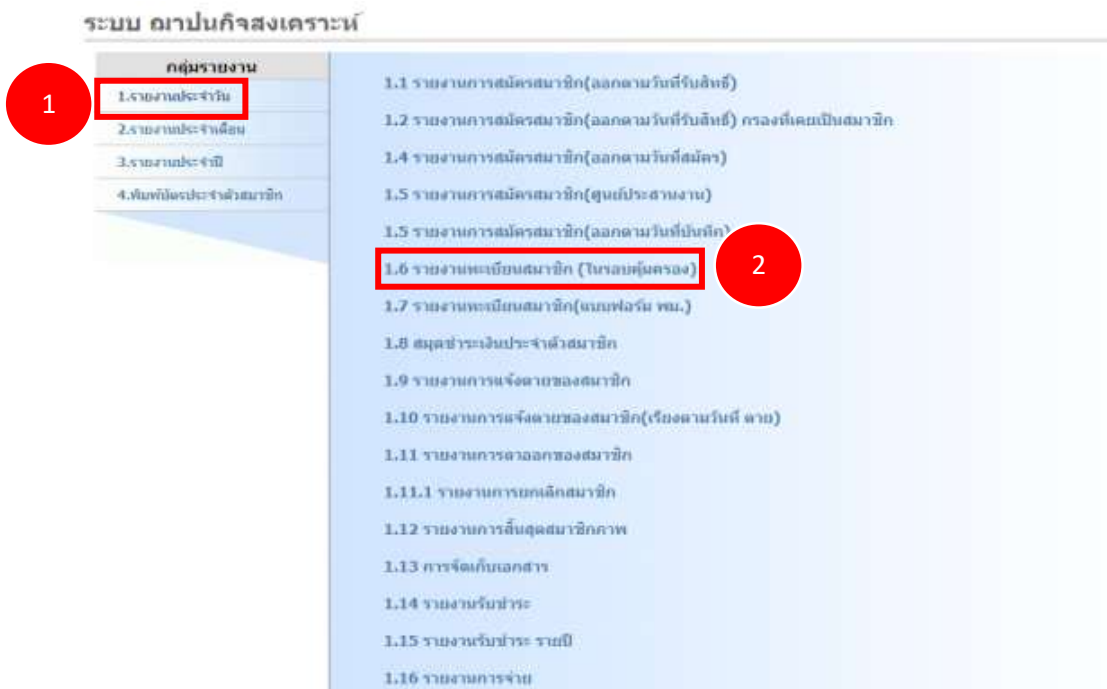 ระบบ ฌาปนกิจสงเคราะห์
กลุ่มรายงาน
1
1.รายงานประจำวัน
2.รายงานประจำเดือน
3.รายงานประจำปี
4.พิมพ์บัตรประจำตัวสมาชิก
1.1 รายงานการสมัครสมาชิก(ออกตามวันที่รับสิทธิ์)
1.2 รายงานการสมัครสมาชิก(ออกตามวันที่รับสิทธิ์) กรองที่เคยเป็นสมาชิก
1.4 รายงานการสมัครสมาชิก(ออกตามวันที่สมัคร)
1.5 รายงานการสมัครสมาชิก(ศูนย์ประสานงาน)
1.5 รายงานการสมัครสมาชิก(ออกตามวันที่บันทึก)
1.6 รายงานทะเบียนสมาชิก (ในรอบคุ้มครอง)
2
1.7 รายงานทะเบียนสมาชิก(แบบฟอร์ม พม.)
1.8 สมุดชำระเงินประจำตัวสมาชิก
1.9 รายงานการแจ้งตายของสมาชิก
1.10 รายงานการแจ้งตายของสมาชิก(เรียงตามวันที่ ตาย)
1.11 รายงานการลาออกของสมาชิก
1.11.1 รายงานการยกเลิกสมาชิก
1.12 รายงานการสิ้นสุดสมาชิกภาพ
1.13 การจัดเก็บเอกสาร
1.14 รายงานรับชำระ
1.15 รายงานรับชำระ รายปี
1.16 รายงานการจ่าย